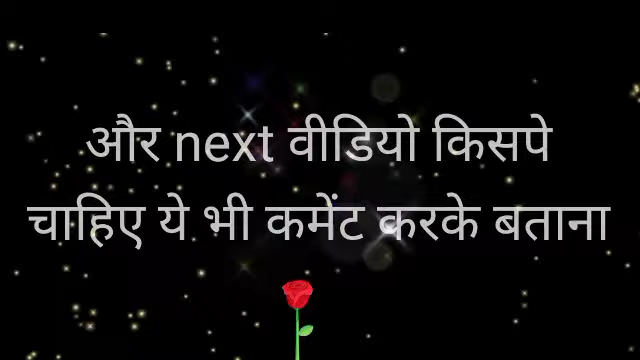 और next वीडियो किसपे
चाहिए ये भी कमेंट करके बताना